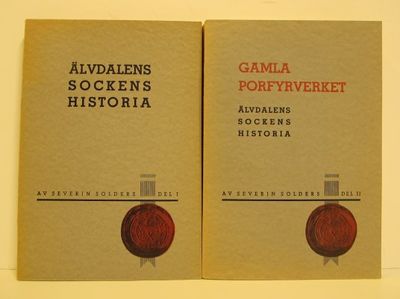 ÄLVDALENS
SOCKENS
HISTORIA
AV SEVERIN SOLDERS DEL I
GAMLA
PORFYRVERKET
ÄLVDALENS
SOCKENS
HISTORIA
AV SEVERIN SOLDERS DEL II